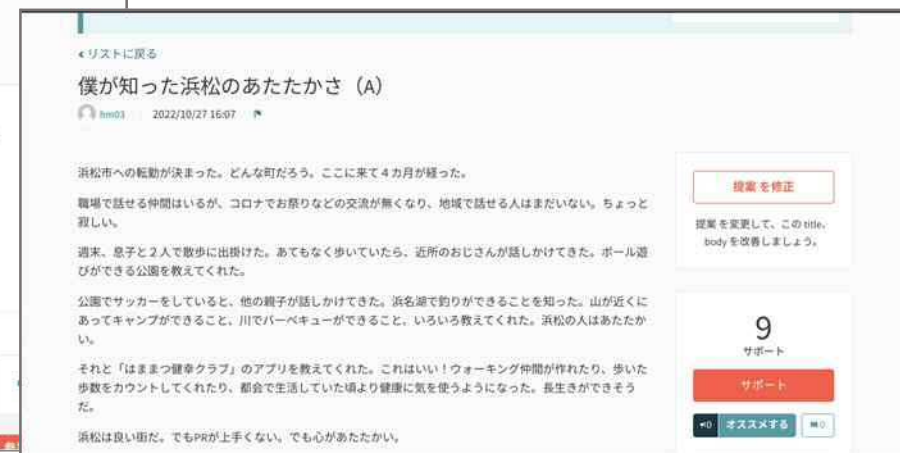 リストに戻る
僕が知った浜松のあたたかさ（A）
hm03 2022/10/27 16:07
浜松市への転勤が決まった。どんな町だろう。ここに来て４カ月が経った。
職場で話せる仲間はいるが、コロナでお祭りなどの交流が無くなり、地域で話せる人はまだいない。ちょっと
寂しい。
週末、息子と２人で散歩に出掛けた。あてもなく歩いていたら、近所のおじさんが話しかけてきた。ボール遊
びができる公園を教えてくれた。
公園でサッカーをしていると、他の親子が話しかけてきた。浜名湖で釣りができることを知った。山が近くに
あってキャンプができること、川でバーベキューができること、いろいろ教えてくれた。浜松の人はあたたか
い。
それと「はままつ健幸クラブ」のアプリを教えてくれた。これはいい！ウォーキング仲間が作れたり、歩いた
歩数をカウントしてくれたり、都会で生活していた頃より健康に気を使うようになった。長生きができそう
だ。
浜松は良い街だ。でもPRが上手くない。でも心があたたかい。
提案 を修正
提案 を変更して、この title、
body を改善しましょう。
9
サポート
サポート
0 オススメする 0